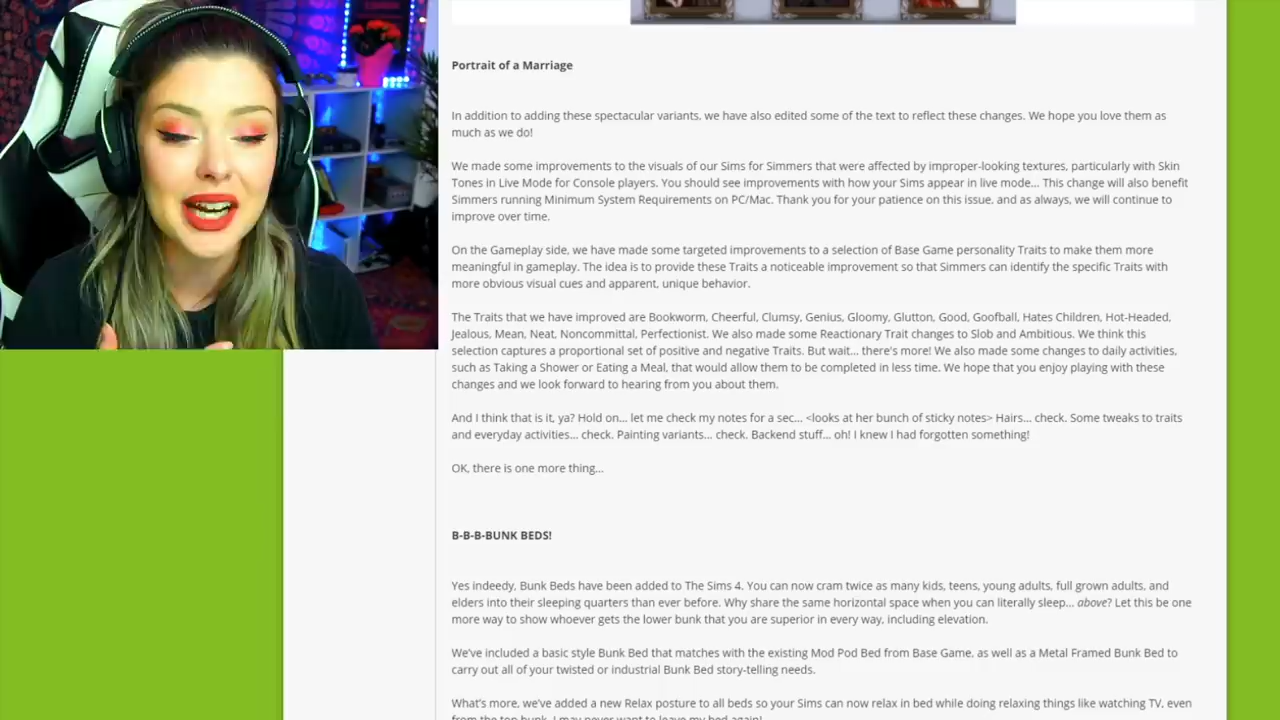 Portrait of a Marriage
In addition to adding these spectacular variants, we have also edited some of the text to reflect these changes. We hope you love them as
much as we do!
We made some improvements to the visuals of our Sims for Simmers that were affected by improper-looking textures, particularly with Skin
Tones in Live Mode for Console players. You should see improvements with how your Sims appear in live mode... This change will also benefit
Simmers running Minimum System Requirements on PC/Mac. Thank you for your patience on this issue, and as always, we will continue to
improve over time.
On the Gameplay side, we have made some targeted improvements to a selection of Base Game personality Traits to make them more
meaningful in gameplay. The idea is to provide these Traits a noticeable improvement so that Simmers can identify the specific Traits with
more obvious visual cues and apparent, unique behavior.
The Traits that we have improved are Bookworm, Cheerful, Clumsy, Genius, Gloomy, Glutton, Good, Goofball, Hates Children, Hot-Headed,
Jealous, Mean, Neat, Noncommittal, Perfectionist. We also made some Reactionary Trait changes to Slob and Ambitious. We think this
selection captures a proportional set of positive and negative Traits. But wait... there's more! We also made some changes to daily activities,
such as Taking a Shower or Eating a Meal, that would allow them to be completed in less time. We hope that you enjoy playing with these
changes and we look forward to hearing from you about them.
And I think that is it, ya? Hold on... let me check my notes for a sec... <looks at her bunch of sticky notes> Hairs... check. Some tweaks to traits
and everyday activities... check. Painting variants... check. Backend stuff... oh! I knew I had forgotten something!
OK, there is one more thing...
B-B-B-BUNK BEDS!
Yes indeedy, Bunk Beds have been added to The Sims 4. You can now cram twice as many kids, teens, young adults, full grown adults, and
elders into their sleeping quarters than ever before. Why share the same horizontal space when you can literally sleep... above? Let this be one
more way to show whoever gets the lower bunk that you are superior in every way, including elevation.
We've included a basic style Bunk Bed that matches with the existing Mod Pod Bed from Base Game, as well as a Metal Framed Bunk Bed to
carry out all of your twisted or industrial Bunk Bed story-telling needs.
What's more, we've added a new Relax posture to all beds so your Sims can now relax in bed while doing relaxing things like watching TV, even
from the top bunk. I may never want to leave my bed again!